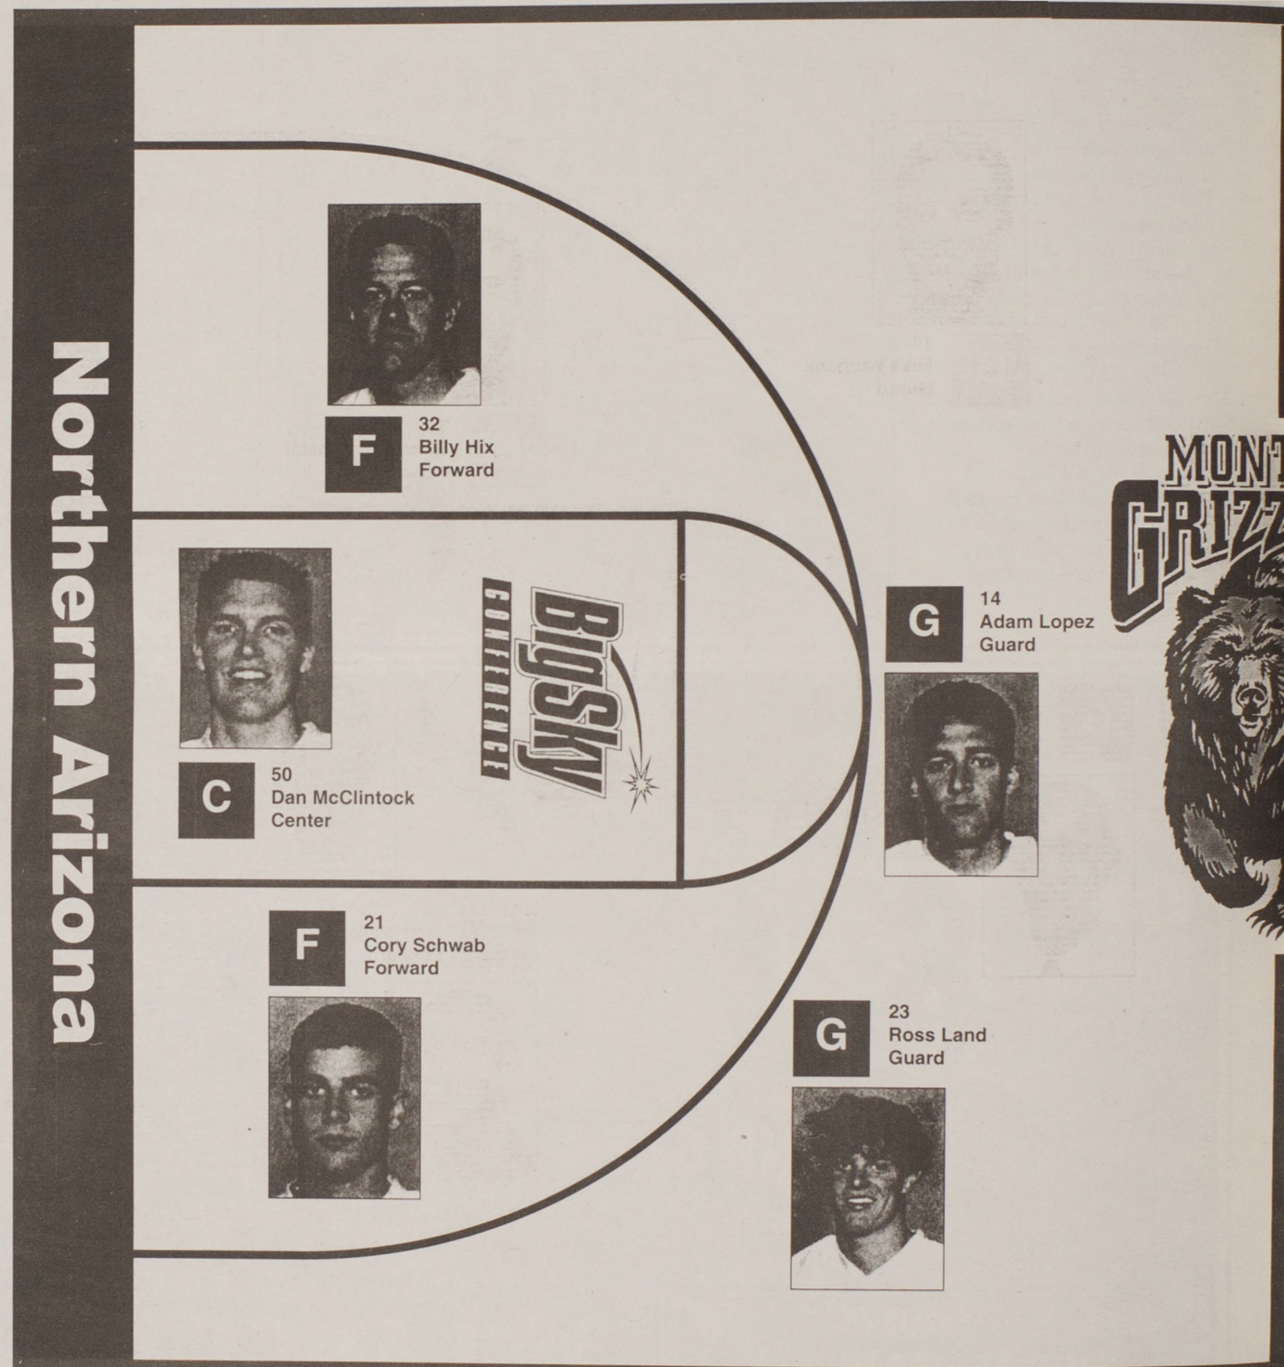 Northern Arizona
F
32
Billy Hix
Forward
C
50
Dan McClintock
Center
BigSky
CONFERENCE
F
21
Cory Schwab
Forward
G
14
Adam Lopez
Guard
G
23
Ross Land
Guard
MONT
GRIZZ